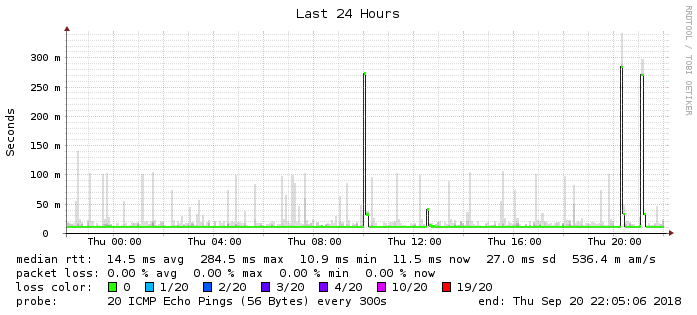 Last 24 Hours
RRDTOOL / TOBI OETIKER
Seconds
300 m
250 m
200 m
150 m
100 m
50 m
0
Thu 00:00 Thu 04:00 Thu 08:00 Thu 12:00 Thu 16:00 Thu 20:00
median rtt: 14.5 ms avg 284.5 ms max 10.9 ms min 11.5 ms now 27.0 ms sd 536.4 m am/s
packet loss: 0.00 % avg 0.00 % max 0.00 % min 0.00 % now
loss color: 0 1/20 2/20 3/20 4/20 10/20 19/20
probe: 20 ICMP Echo Pings (56 Bytes) every 300s end: Thu Sep 20 22:05:06 2018